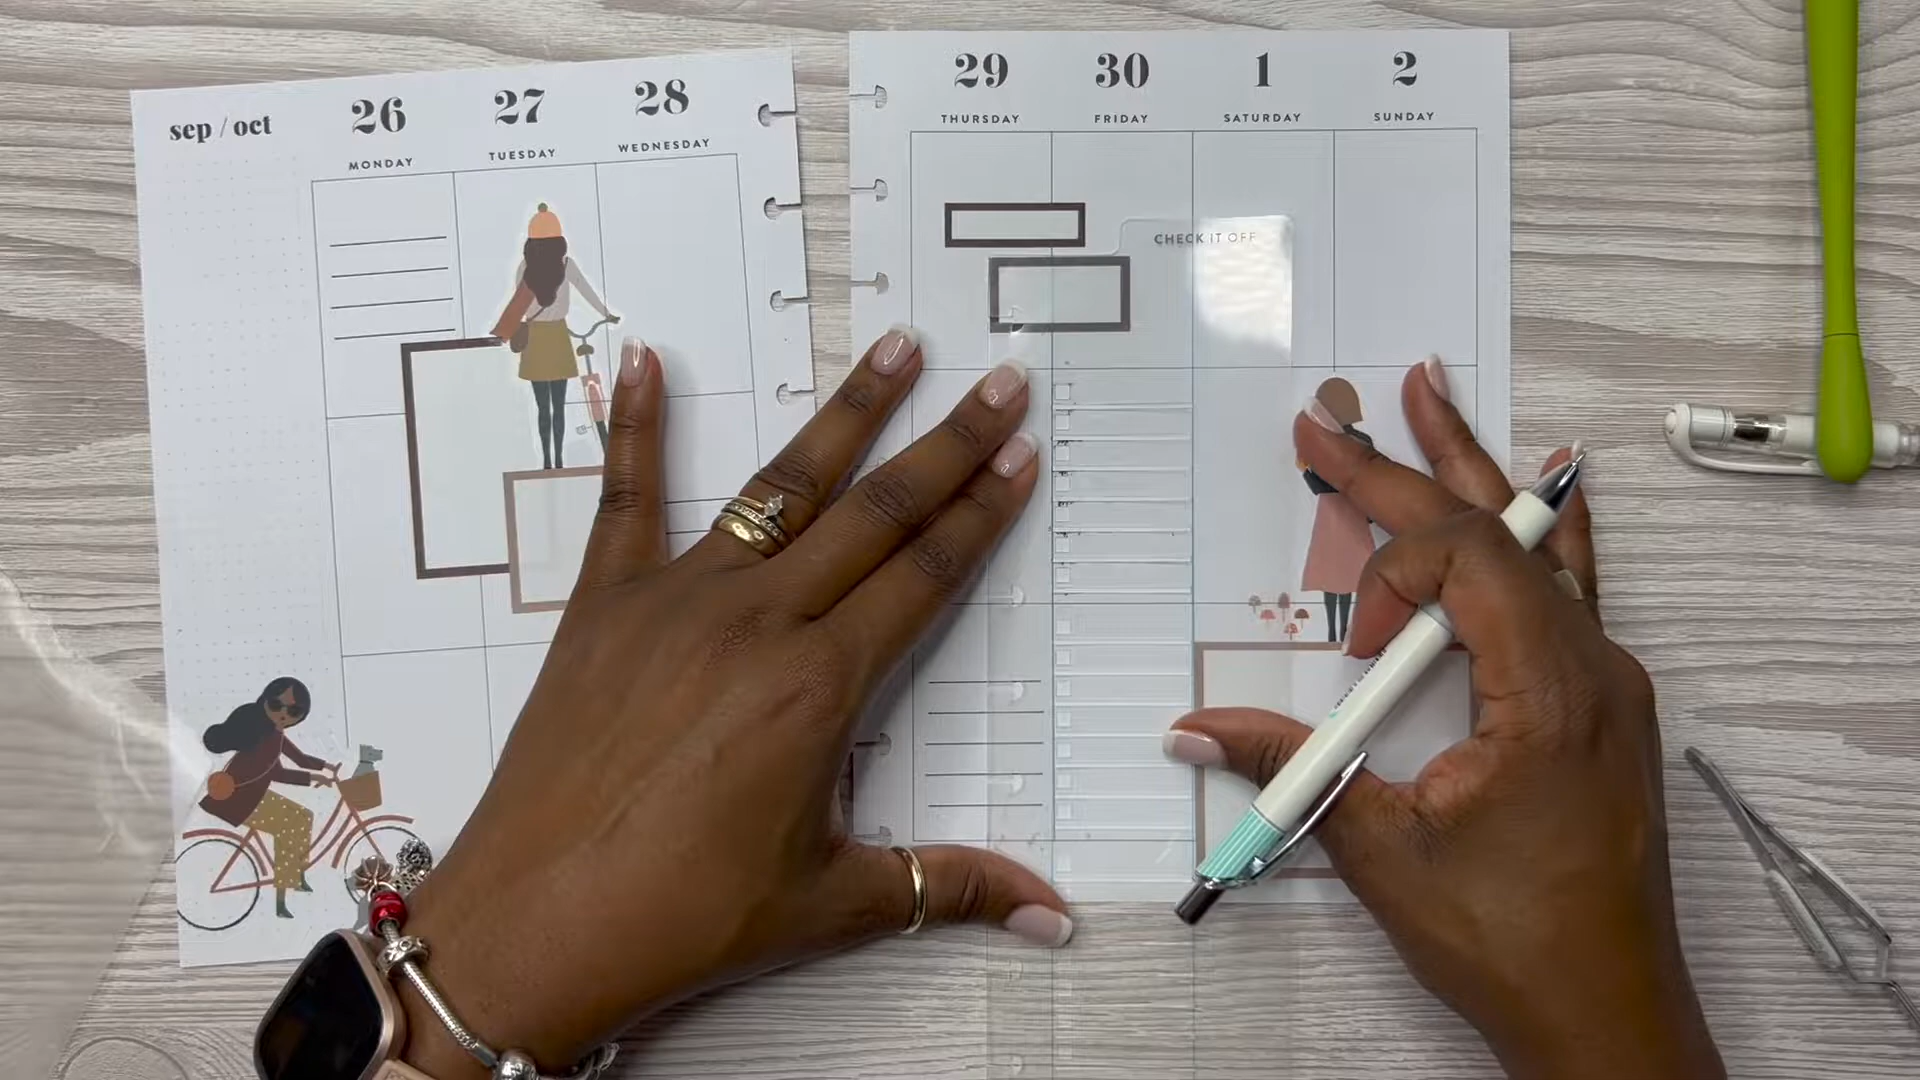 sep / oct
26
MONDAY
27
TUESDAY
28
WEDNESDAY
29
THURSDAY
30
FRIDAY
1
SATURDAY
2
SUNDAY
CHECK IT OFF